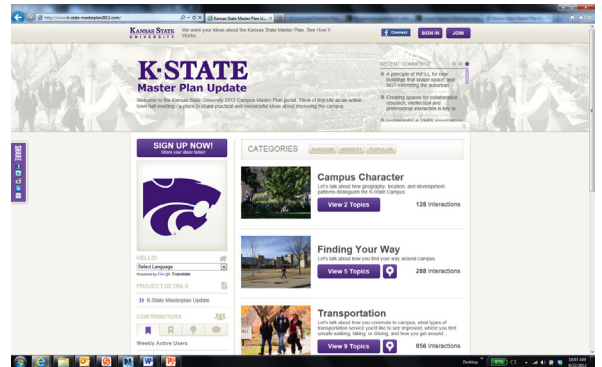 http://www.k-state-masterplan2012.com/
Kansas State Master Plan U...
KANSAS STATE
UNIVERSITY
We want your ideas about the Kansas State Master Plan. See How It Works.
Connect
SIGN IN
JOIN
K-STATE
Master Plan Update
Welcome to the Kansas State University 2012 Campus Master Plan portal. Think of this site as an online
town hall meeting - a place to share practical and resourceful ideas about improving the campus.
RECENT COMMENTS
A principle of INFILL for new
buildings that shape space, and
NOT extending the suburban
Creating spaces for collaborative
research, intellectual and
professional interaction is key to
SHARE
SIGN UP NOW!
Share your ideas today!
CATEGORIES
RANDOM
NEWEST
POPULAR
Campus Character
Let's talk about how geography, location, and development
patterns distinguish the K-State Campus.
View 2 Topics
128 Interactions
HELLO!
Select Language
Powered by Google Translate
PROJECT DETAILS
K-State Masterplan Update
CONTRIBUTORS
Weekly Active Users
Finding Your Way
Let's talk about how you find your way around campus.
View 5 Topics
288 Interactions
Transportation
Let's talk about how you commute to campus, what types of
transportation service you'd like to see improved, where you feel
unsafe walking, biking, or driving, and how you get around
View 9 Topics
856 Interactions
Desktop
97%
10:01 AM
8/22/2012